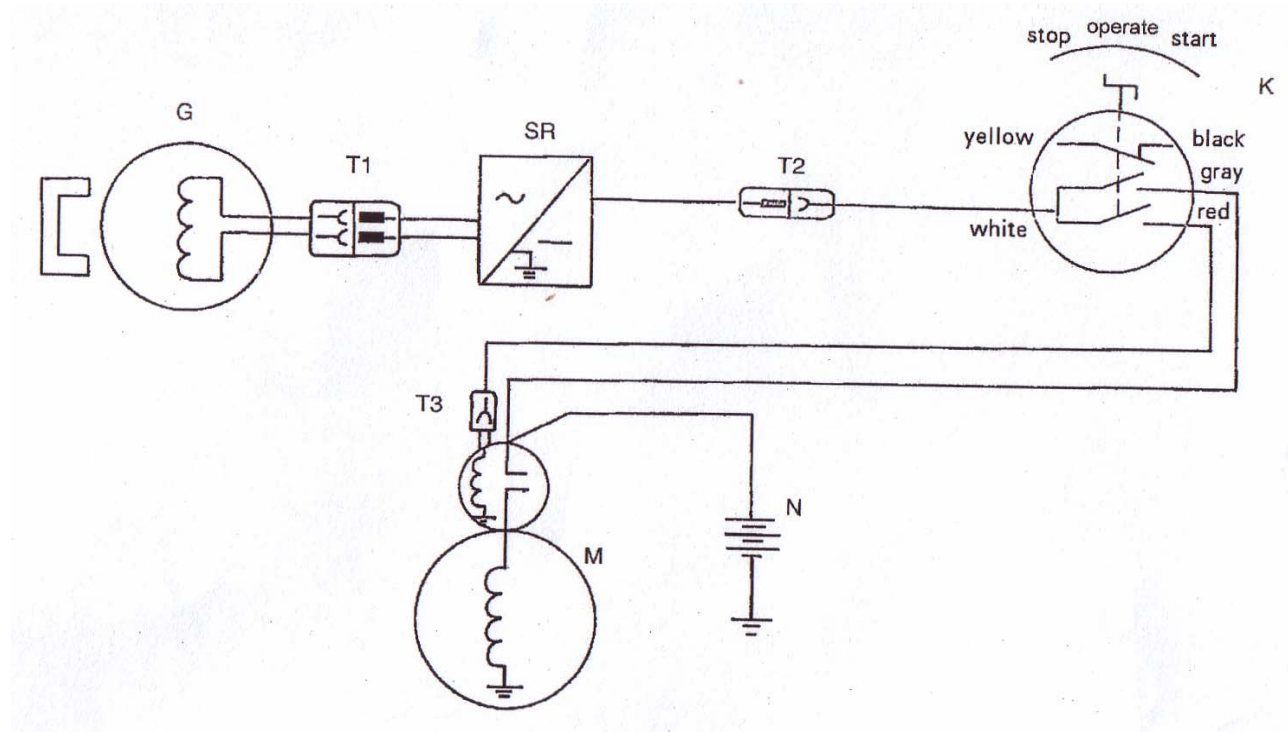 stop operate start
K
G
SR
T1
T2
yellow
black
gray
white
red
T3
N
M